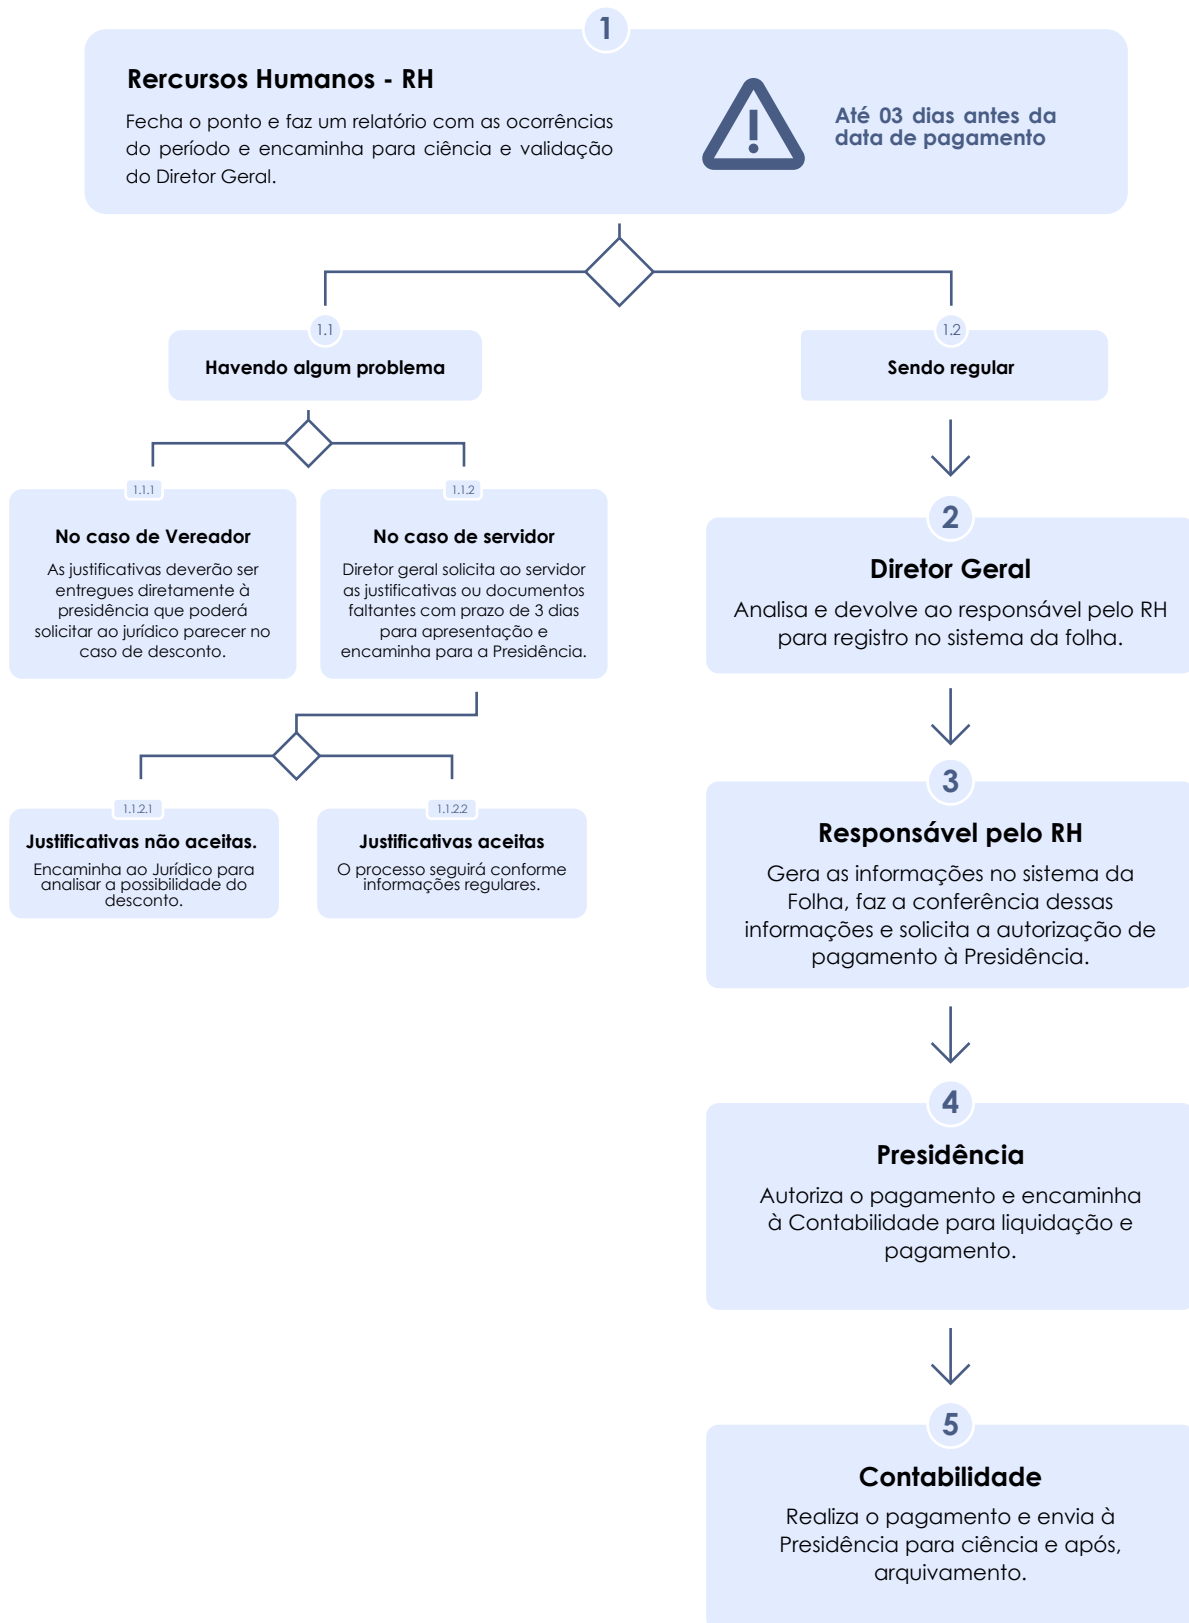 1
Rercursos Humanos - RH
Fecha o ponto e faz um relatório com as ocorrências
do período e encaminha para ciência e validação
do Diretor Geral.
Até 03 dias antes da
data de pagamento
1.1
Havendo algum problema
1.2
Sendo regular
1.1.1
No caso de Vereador
As justificativas deverão ser
entregues diretamente à
presidência que poderá
solicitar ao jurídico parecer no
caso de desconto.
1.1.2
No caso de servidor
Diretor geral solicita ao servidor
as justificativas ou documentos
faltantes com prazo de 3 dias
para apresentação e
encaminha para a Presidência.
1.1.2.1
Justificativas não aceitas.
Encaminha ao Jurídico para
analisar a possibilidade do
desconto.
1.1.2.2
Justificativas aceitas
O processo seguirá conforme
informações regulares.
2
Diretor Geral
Analisa e devolve ao responsável pelo RH
para registro no sistema da folha.
3
Responsável pelo RH
Gera as informações no sistema da
Folha, faz a conferência dessas
informações e solicita a autorização de
pagamento à Presidência.
4
Presidência
Autoriza o pagamento e encaminha
à Contabilidade para liquidação e
pagamento.
5
Contabilidade
Realiza o pagamento e envia à
Presidência para ciência e após,
arquivamento.